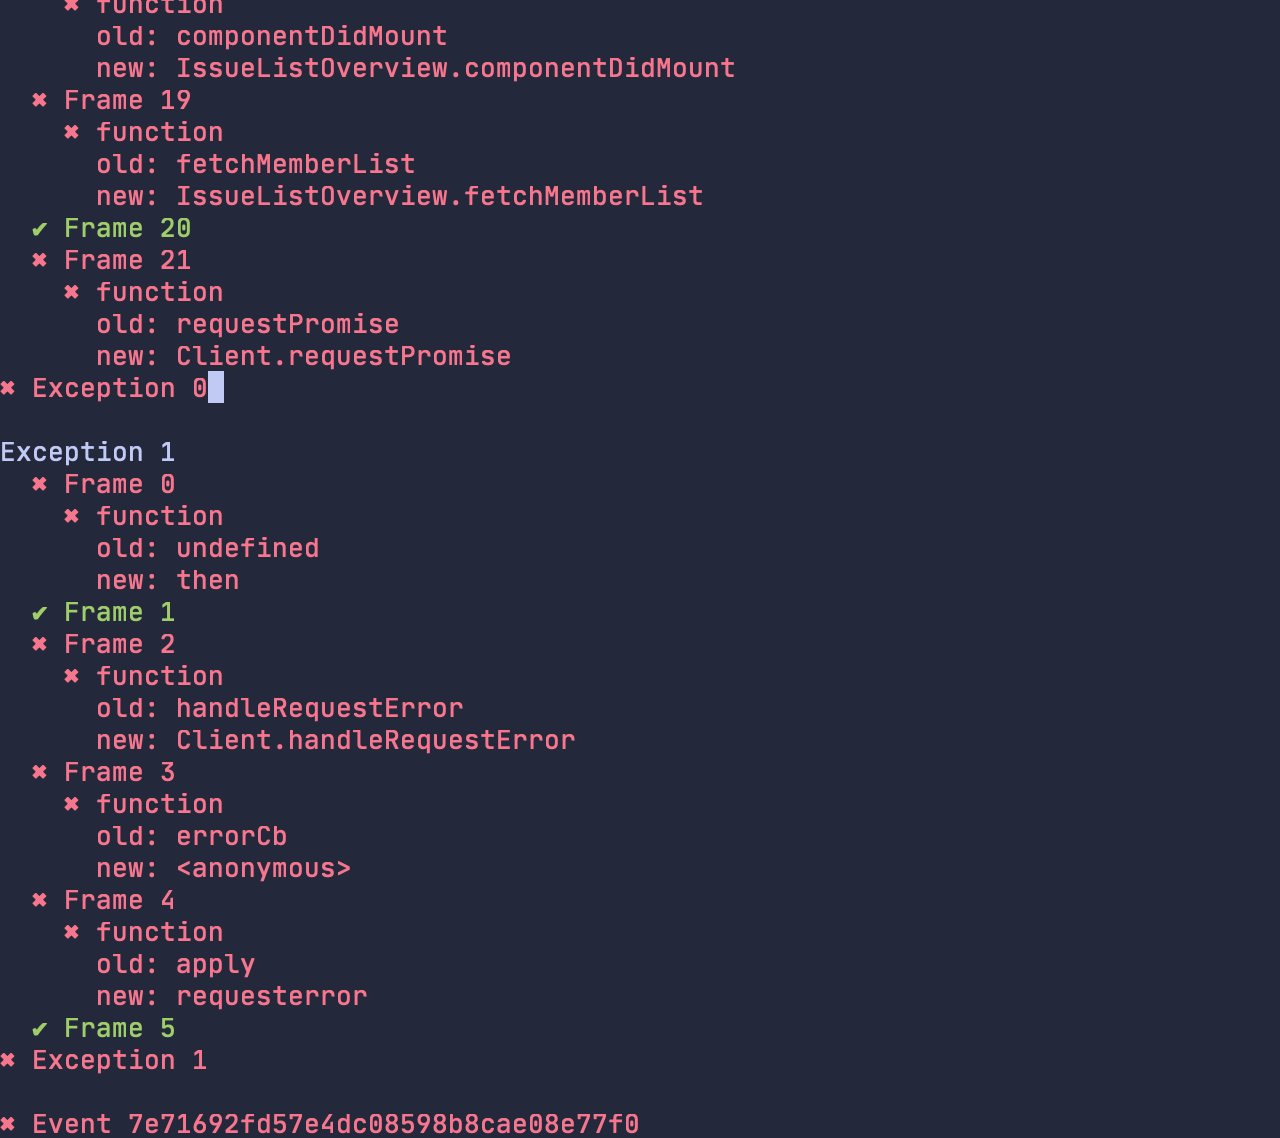 ✖ function
old: componentDidMount
new: IssueListOverview.componentDidMount
✖ Frame 19
✖ function
old: fetchMemberList
new: IssueListOverview.fetchMemberList
✔ Frame 20
✖ Frame 21
✖ function
old: requestPromise
new: Client.requestPromise
✖ Exception 0
Exception 1
✖ Frame 0
✖ function
old: undefined
new: then
✔ Frame 1
✖ Frame 2
✖ function
old: handleRequestError
new: Client.handleRequestError
✖ Frame 3
✖ function
old: errorCb
new: <anonymous>
✖ Frame 4
✖ function
old: apply
new: requesterror
✔ Frame 5
✖ Exception 1
✖ Event 7e71692fd57e4dc08598b8cae08e77f0